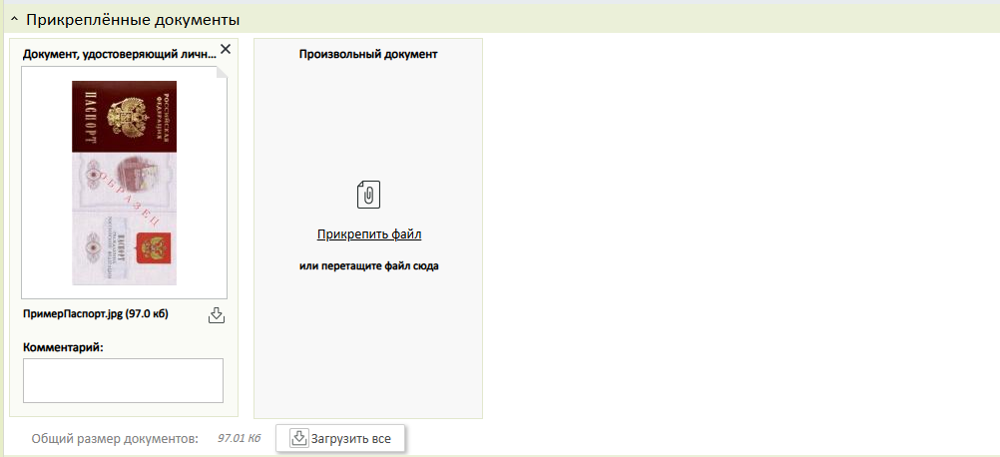 Прикреплённые документы
Документ, удостоверяющий личн...
ПАСПОРТ
РОССИЙСКАЯ
ФЕДЕРАЦИЯ
ОБРАЗЕЦ
ПАСПОРТ
ПримерПаспорт.jpg (97.0 кб)
Комментарий:
Произвольный документ
Прикрепить файл
или перетащите файл сюда
Общий размер документов:
97.01 Кб
Загрузить все